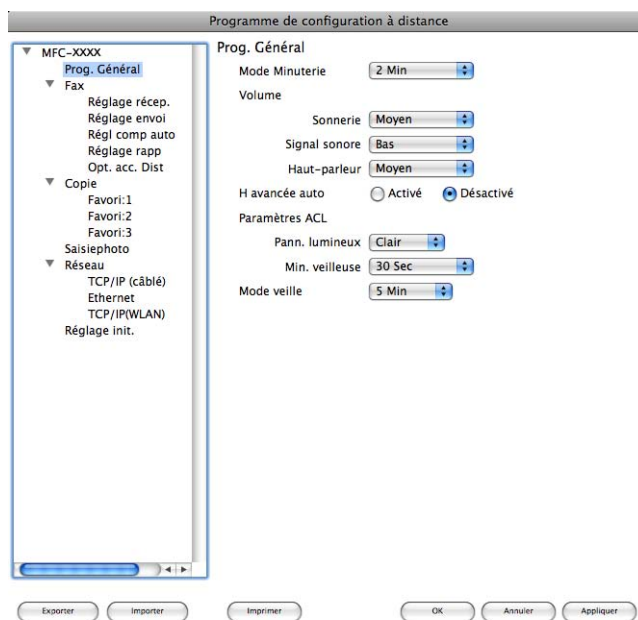 Programme de configuration à distance
MFC-XXXX
Prog. Général
Fax
Réglage récep.
Réglage envoi
Régl comp auto
Réglage rapp
Opt. acc. Dist
Copie
Favori:1
Favori:2
Favori:3
Saisiephoto
Réseau
TCP/IP (câblé)
Ethernet
TCP/IP(WLAN)
Réglage init.
Prog. Général
Mode Minuterie 2 Min
Volume
Sonnerie Moyen
Signal sonore Bas
Haut-parleur Moyen
H avancée auto Activé Désactivé
Paramètres ACL
Pann. lumineux Clair
Min. veilleuse 30 Sec
Mode veille 5 Min
Exporter Importer Imprimer OK Annuler Appliquer